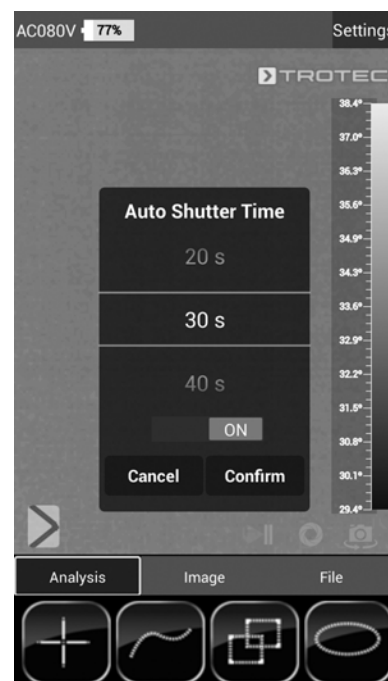 AC080V 77% Settings
TROTEC
38.4°
37.0°
36.3°
Auto Shutter Time
35.6°
34.9°
20 s
34.3°
33.6°
30 s
32.9°
32.2°
40 s
31.5°
ON
30.8°
Cancel Confirm
30.1°
29.4°
Analysis Image File